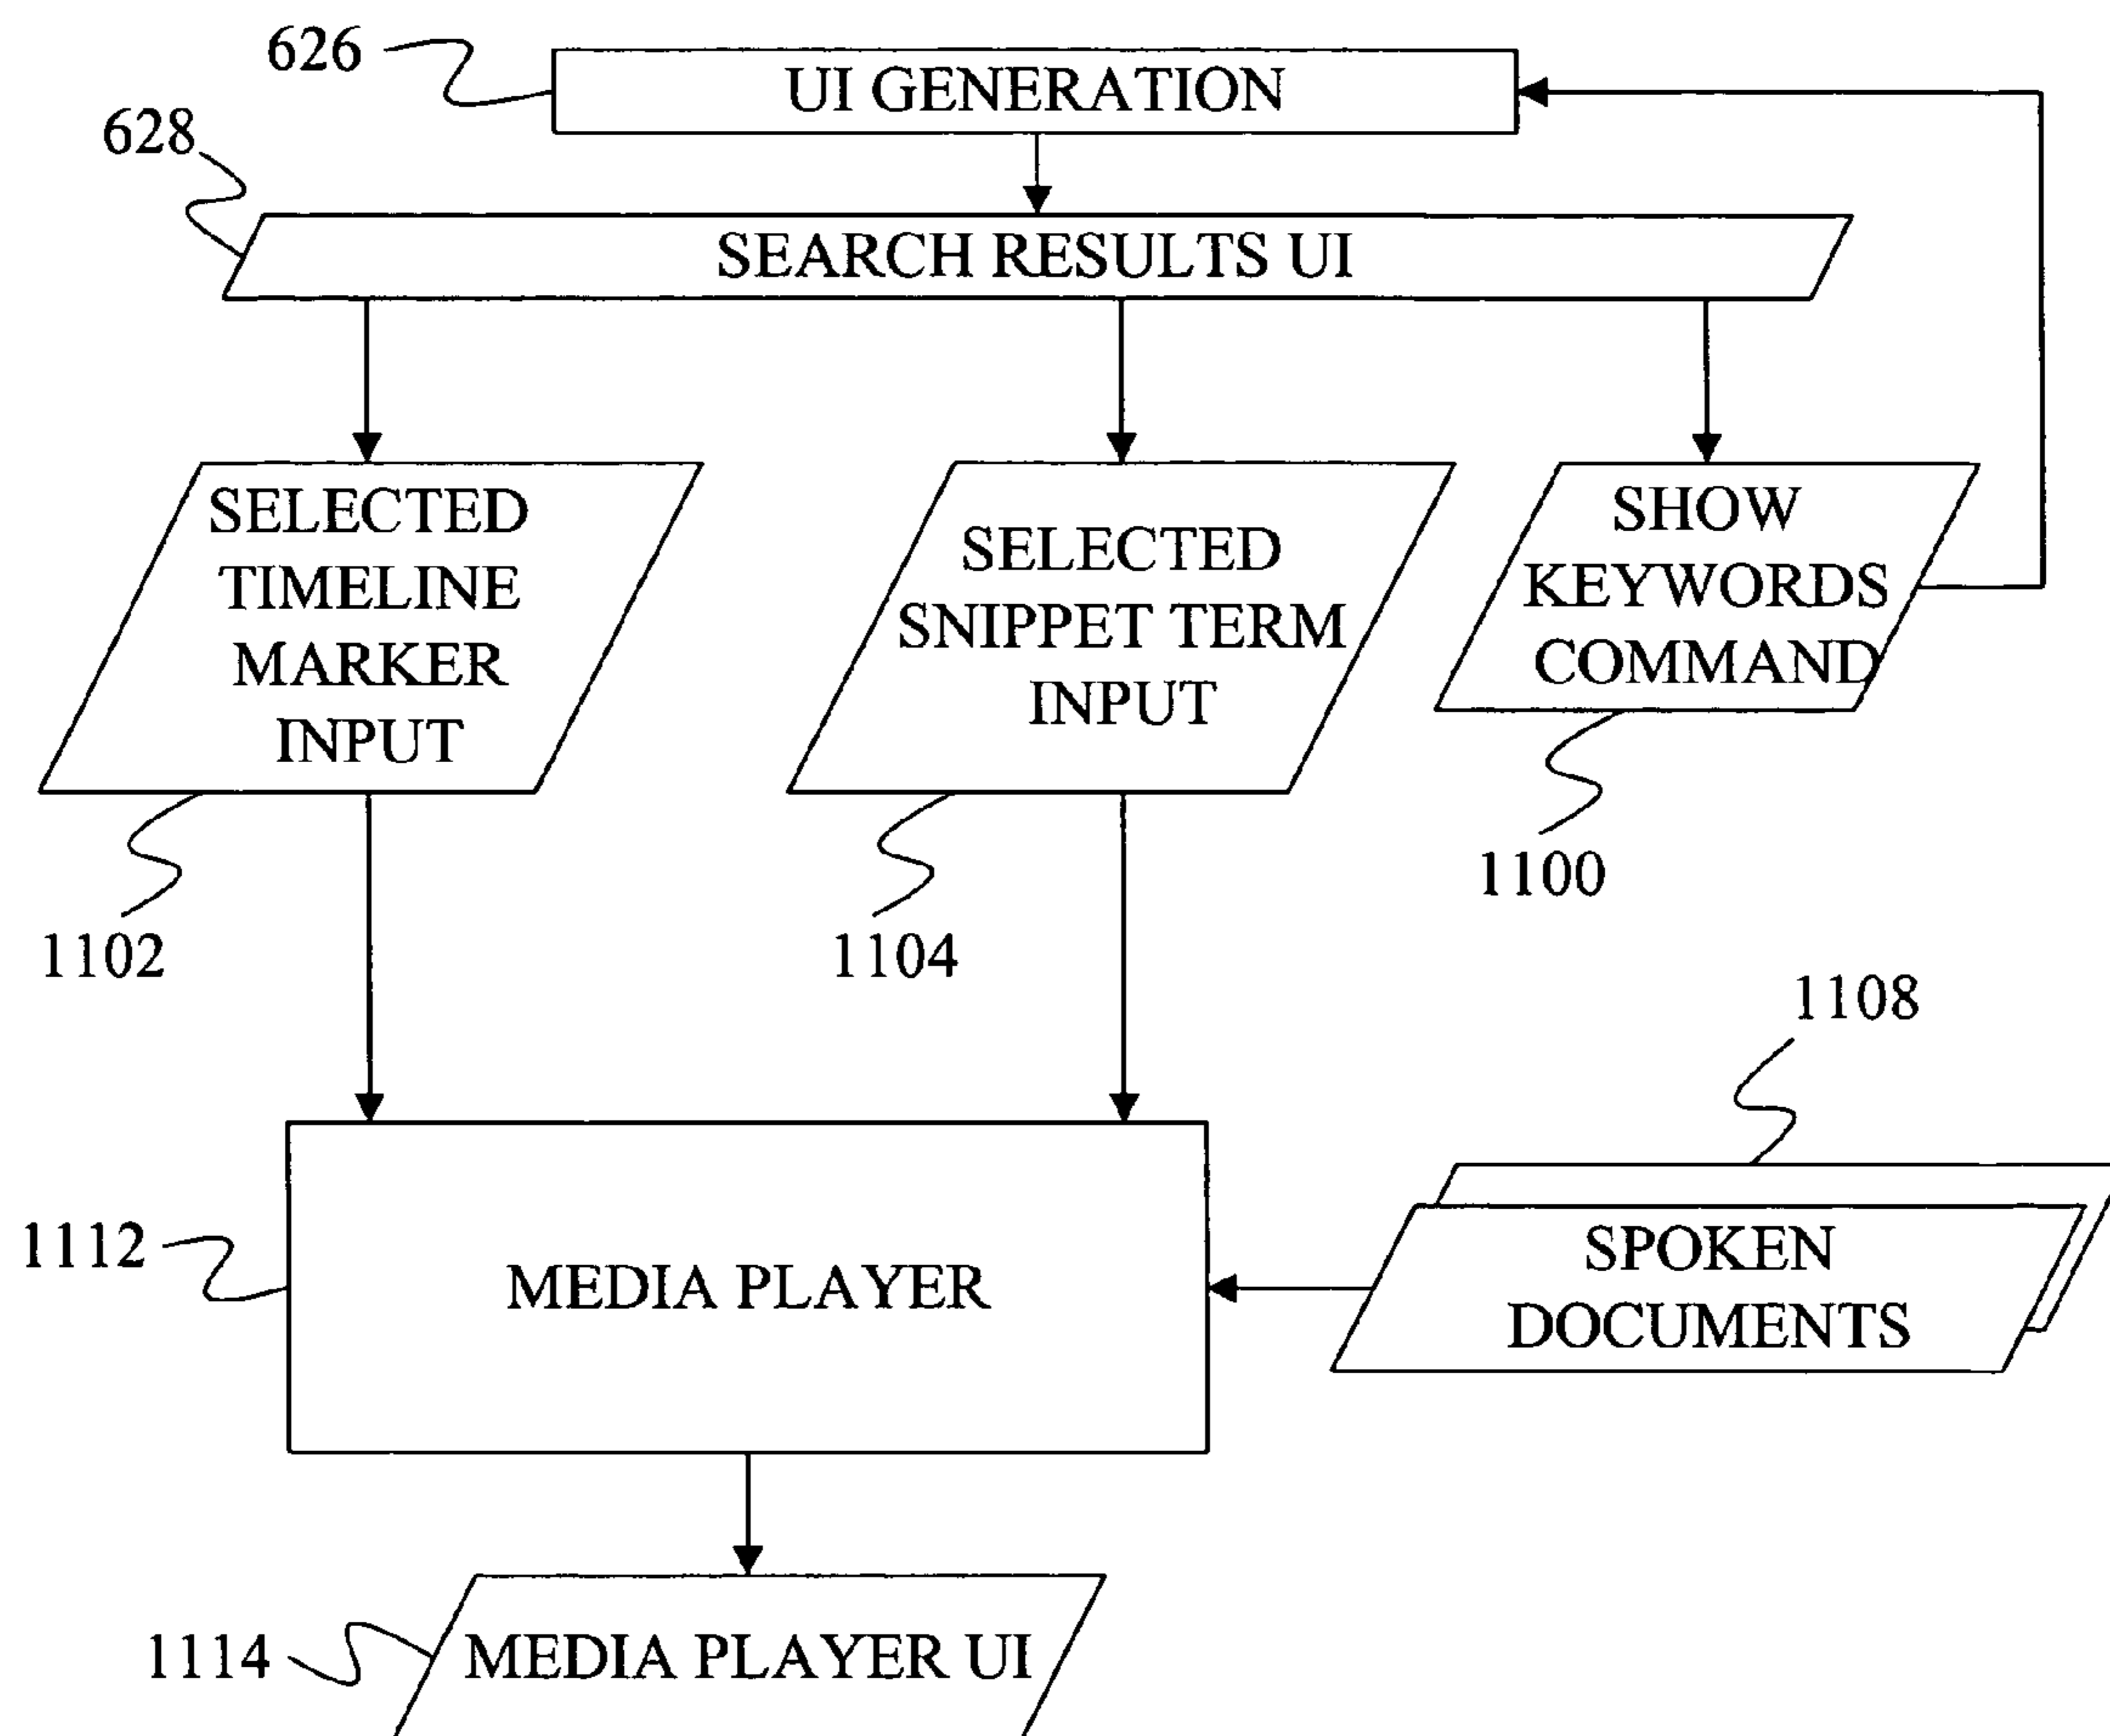 626
UI GENERATION
628
SEARCH RESULTS UI
SELECTED
TIMELINE
MARKER
INPUT
SELECTED
SNIPPET TERM
INPUT
SHOW
KEYWORDS
COMMAND
1102
1104
1100
1108
1112
MEDIA PLAYER
SPOKEN
DOCUMENTS
1114
MEDIA PLAYER UI